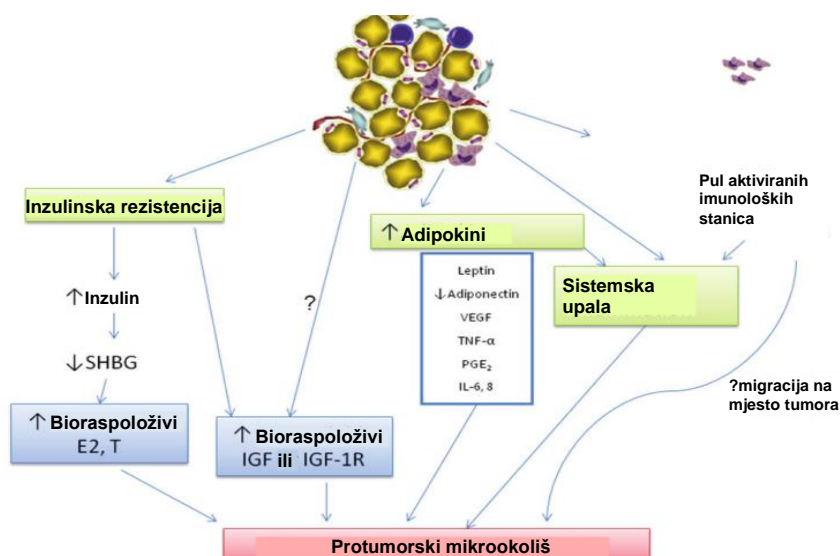 Pul aktiviranih
imunoloških
stanica
Inzulinska rezistencija
↑ Adipokini
Leptin
↓Adiponectin
VEGF
TNF-α
PGE₂
IL-6, 8
Sistemska
upala
↑Inzulin
?
↓SHBG
?migracija na
mjesto tumora
↑ Bioraspoloživi
E2, T
↑ Bioraspoloživi
IGF ili IGF-1R
Protumorski mikrookoliš